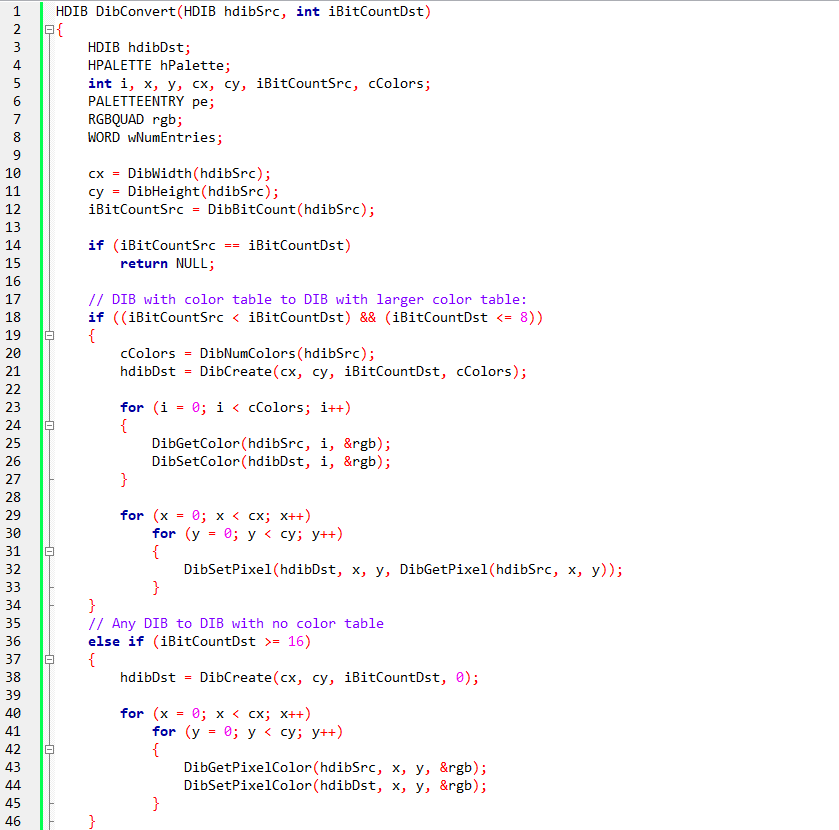 1 HDIB DibConvert(HDIB hdibSrc, int iBitCountDst)
2 {
3     HDIB hdibDst;
4     HPALETTE hPalette;
5     int i, x, y, cx, cy, iBitCountSrc, cColors;
6     PALETTEENTRY pe;
7     RGBQUAD rgb;
8     WORD wNumEntries;
9
10     cx = DibWidth(hdibSrc);
11     cy = DibHeight(hdibSrc);
12     iBitCountSrc = DibBitCount(hdibSrc);
13
14     if (iBitCountSrc == iBitCountDst)
15         return NULL;
16
17     // DIB with color table to DIB with larger color table:
18     if ((iBitCountSrc < iBitCountDst) && (iBitCountDst <= 8))
19     {
20         cColors = DibNumColors(hdibSrc);
21         hdibDst = DibCreate(cx, cy, iBitCountDst, cColors);
22
23         for (i = 0; i < cColors; i++)
24         {
25             DibGetColor(hdibSrc, i, &rgb);
26             DibSetColor(hdibDst, i, &rgb);
27         }
28
29         for (x = 0; x < cx; x++)
30             for (y = 0; y < cy; y++)
31             {
32                 DibSetPixel(hdibDst, x, y, DibGetPixel(hdibSrc, x, y));
33             }
34     }
35     // Any DIB to DIB with no color table
36     else if (iBitCountDst >= 16)
37     {
38         hdibDst = DibCreate(cx, cy, iBitCountDst, 0);
39
40         for (x = 0; x < cx; x++)
41             for (y = 0; y < cy; y++)
42             {
43                 DibGetPixelColor(hdibSrc, x, y, &rgb);
44                 DibSetPixelColor(hdibDst, x, y, &rgb);
45             }
46     }